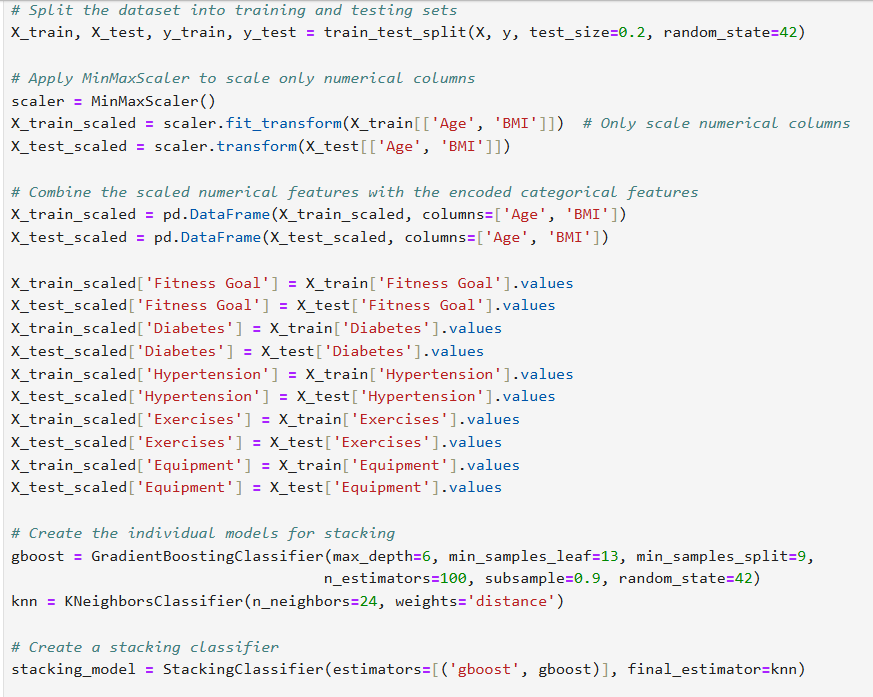 # Split the dataset into training and testing sets
X_train, X_test, y_train, y_test = train_test_split(X, y, test_size=0.2, random_state=42)
# Apply MinMaxScaler to scale only numerical columns
scaler = MinMaxScaler()
X_train_scaled = scaler.fit_transform(X_train[['Age', 'BMI']])  # Only scale numerical columns
X_test_scaled = scaler.transform(X_test[['Age', 'BMI']])
# Combine the scaled numerical features with the encoded categorical features
X_train_scaled = pd.DataFrame(X_train_scaled, columns=['Age', 'BMI'])
X_test_scaled = pd.DataFrame(X_test_scaled, columns=['Age', 'BMI'])
X_train_scaled['Fitness Goal'] = X_train['Fitness Goal'].values
X_test_scaled['Fitness Goal'] = X_test['Fitness Goal'].values
X_train_scaled['Diabetes'] = X_train['Diabetes'].values
X_test_scaled['Diabetes'] = X_test['Diabetes'].values
X_train_scaled['Hypertension'] = X_train['Hypertension'].values
X_test_scaled['Hypertension'] = X_test['Hypertension'].values
X_train_scaled['Exercises'] = X_train['Exercises'].values
X_test_scaled['Exercises'] = X_test['Exercises'].values
X_train_scaled['Equipment'] = X_train['Equipment'].values
X_test_scaled['Equipment'] = X_test['Equipment'].values
# Create the individual models for stacking
gboost = GradientBoostingClassifier(max_depth=6, min_samples_leaf=13, min_samples_split=9,
n_estimators=100, subsample=0.9, random_state=42)
knn = KNeighborsClassifier(n_neighbors=24, weights='distance')
# Create a stacking classifier
stacking_model = StackingClassifier(estimators=[('gboost', gboost)], final_estimator=knn)